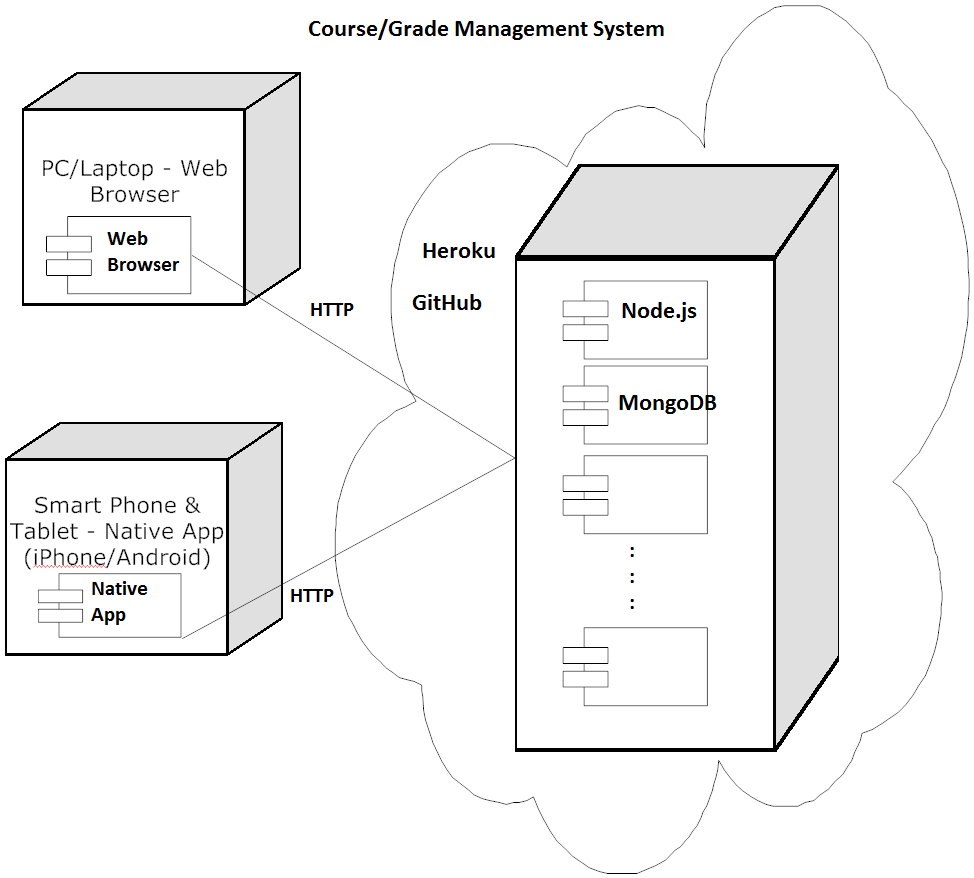 Course/Grade Management System
PC/Laptop - Web
Browser
Web
Browser
HTTP
Heroku
GitHub
Node.js
MongoDB
:
:
:
Smart Phone &
Tablet - Native App
(iPhone/Android)
Native
App
HTTP